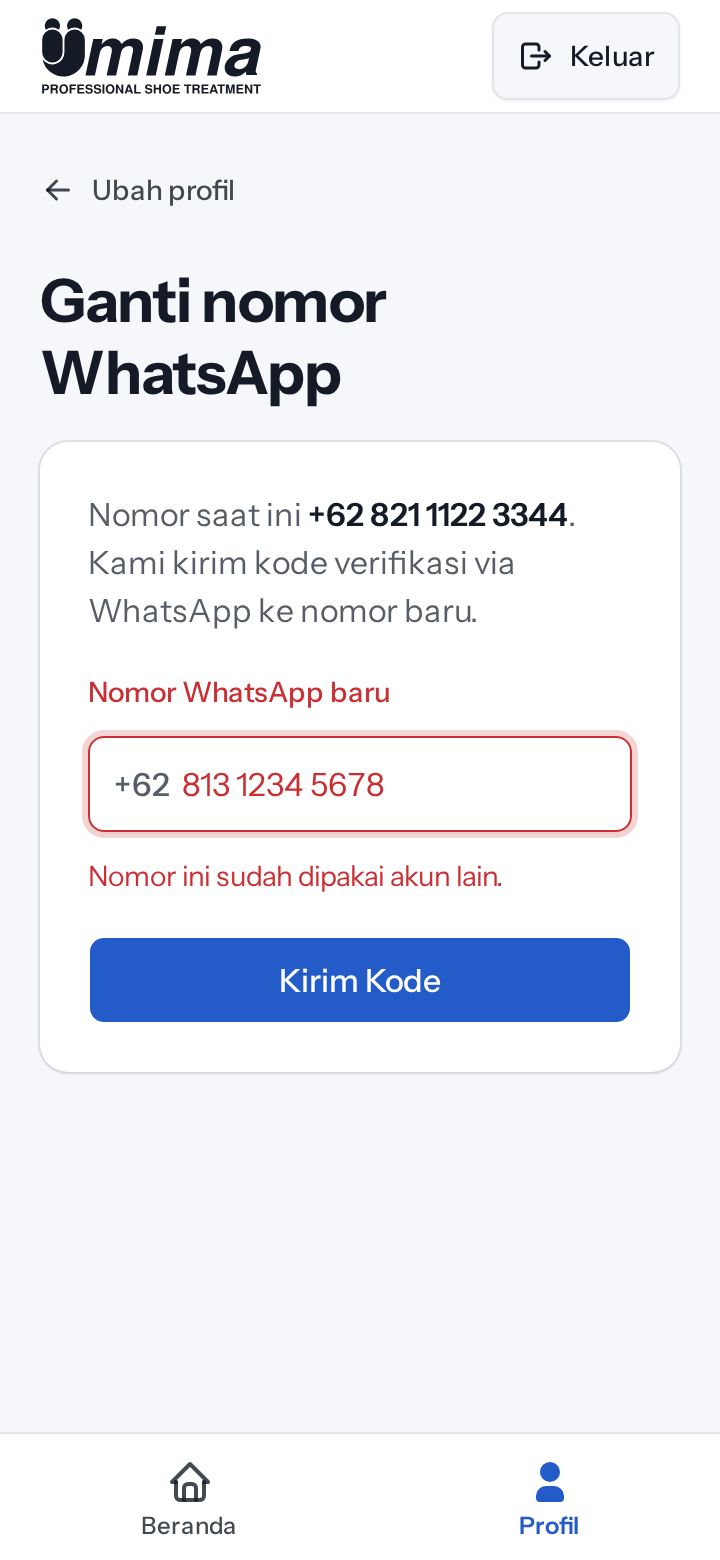 Ümima
PROFESSIONAL SHOE TREATMENT
Keluar
Ubah profil
Ganti nomor
WhatsApp
Nomor saat ini +62 821 1122 3344.
Kami kirim kode verifikasi via
WhatsApp ke nomor baru.
Nomor WhatsApp baru
+62 813 1234 5678
Nomor ini sudah dipakai akun lain.
Kirim Kode
Beranda
Profil